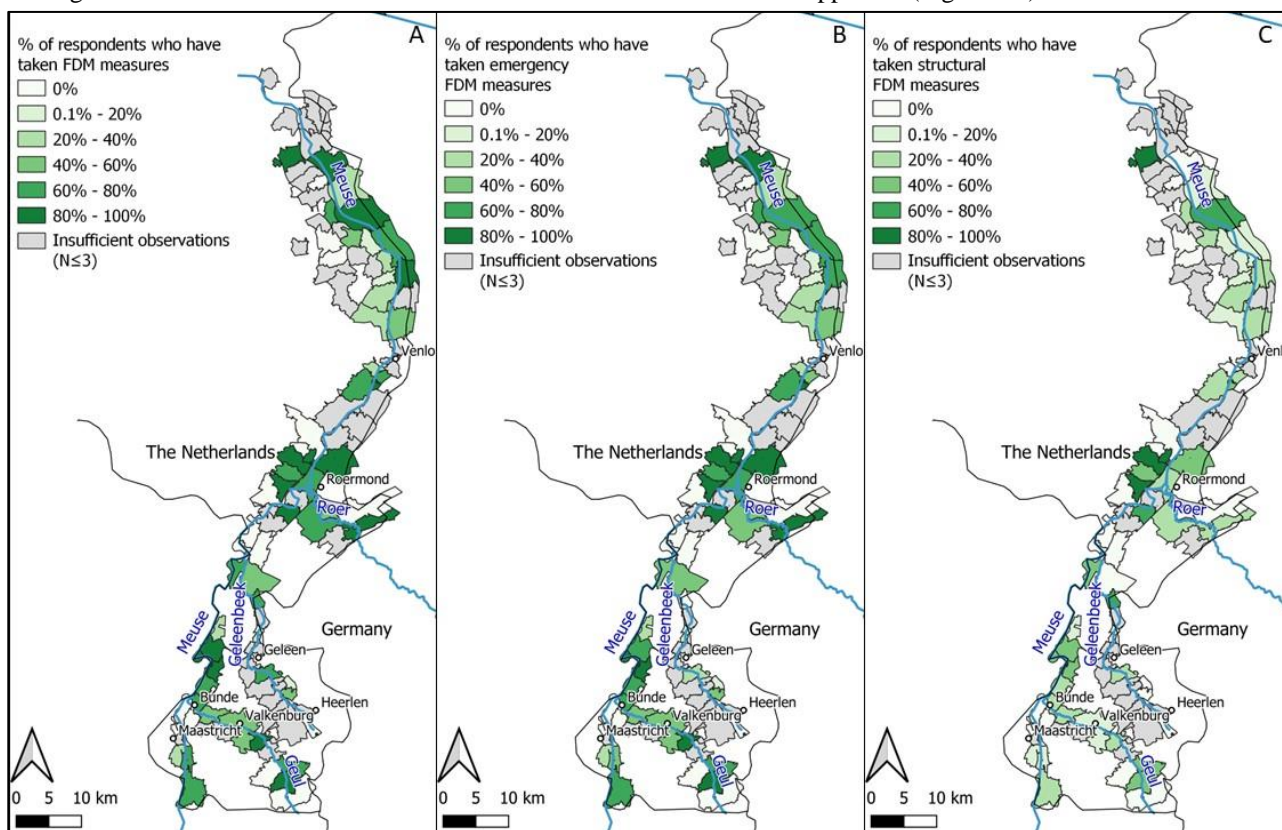 % of respondents who have
taken FDM measures
0%
0.1% - 20%
20% - 40%
40% - 60%
60% - 80%
80% - 100%
Insufficient observations
(N≤3)
A
Meuse
Venlo
The Netherlands
Roermond
Roer
Meuse
Geleenbeek
Germany
Geleen
Bunde
Heerlen
Valkenburg
Maastricht
Geul
0 5 10 km
% of respondents who have
taken emergency
FDM measures
0%
0.1% - 20%
20% - 40%
40% - 60%
60% - 80%
80% - 100%
Insufficient observations
(N≤3)
B
Meuse
Venlo
The Netherlands
Roermond
Roer
Meuse
Geleenbeek
Germany
Geleen
Bunde
Heerlen
Valkenburg
Maastricht
Geul
0 5 10 km
% of respondents who have
taken structural
FDM measures
0%
0.1% - 20%
20% - 40%
40% - 60%
60% - 80%
80% - 100%
Insufficient observations
(N≤3)
C
Meuse
Venl
The Netherlands
Roermond
Roer
Meuse
Geleenbeek
Germany
Geleen
Bunde
Heerlen
Valkenburg
Maastricht
Geul
0 5 10 km